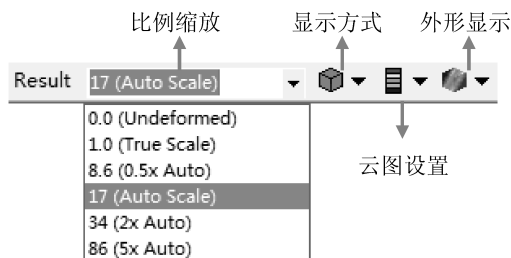 比例缩放 显示方式 外形显示
Result 17 (Auto Scale)
0.0 (Undeformed)
1.0 (True Scale)
8.6 (0.5x Auto)
17 (Auto Scale)
34 (2x Auto)
86 (5x Auto)
云图设置